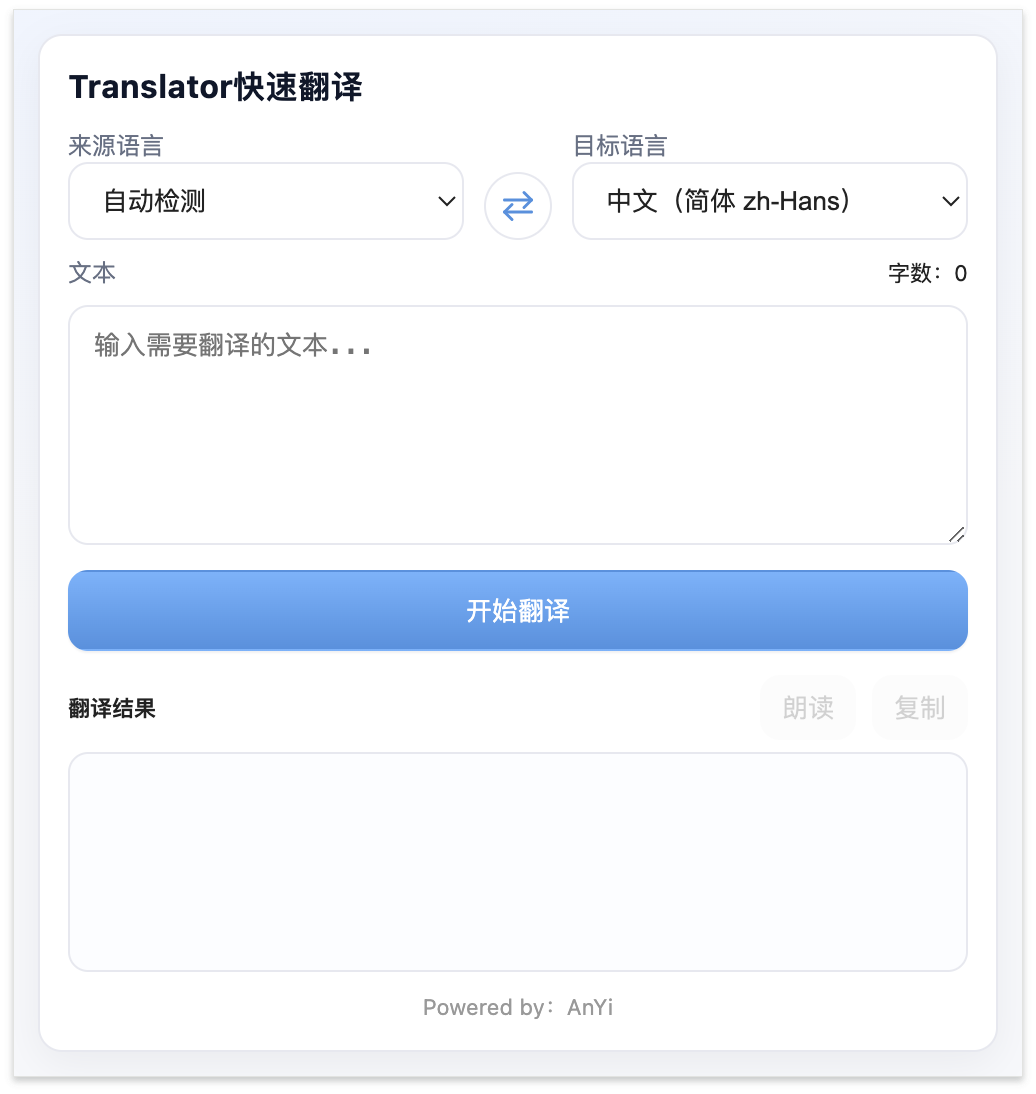 Translator快速翻译
来源语言
目标语言
自动检测
中文（简体 zh-Hans）
文本
字数：0
输入需要翻译的文本...
开始翻译
翻译结果
朗读
复制
Powered by：AnYi